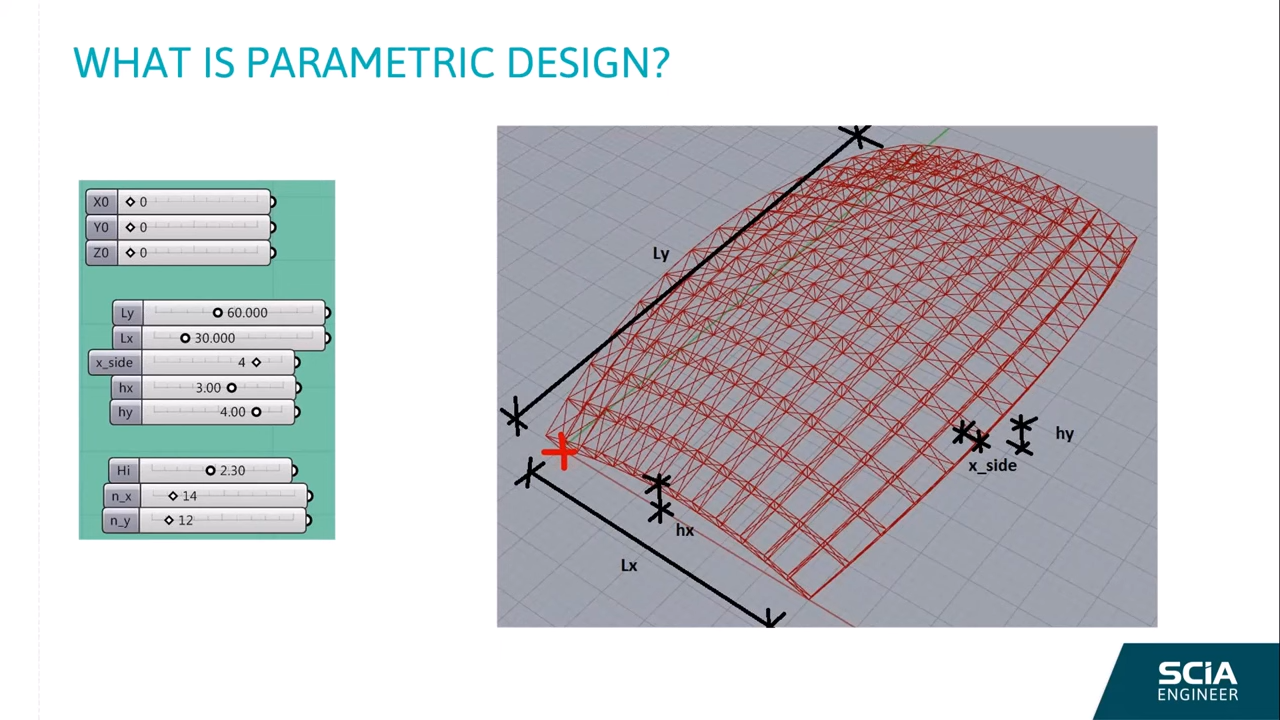 WHAT IS PARAMETRIC DESIGN?
X0 0
Y0 0
Z0 0
Ly 60.000
Lx 30.000
x_side 4
hx 3.00
hy 4.00
Hi 2.30
n_x 14
n_y 12
Ly
hy
x_side
hx
Lx
SCiA
ENGINEER